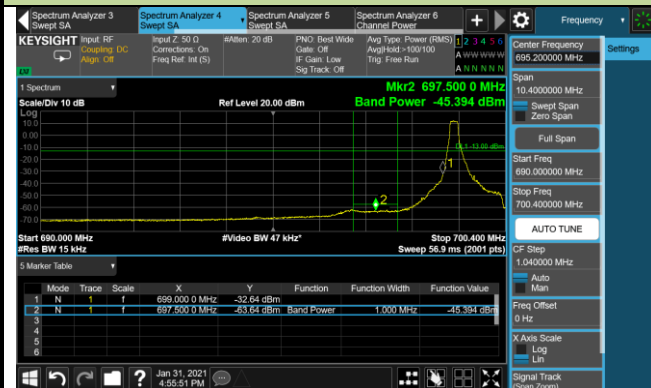 Spectrum Analyzer 3
Swept SA
Spectrum Analyzer 4
Swept SA
Spectrum Analyzer 5
Swept SA
Spectrum Analyzer 6
Channel Power
Frequency
KEYSIGHT
Input: RF
Coupling: DC
Align: Off
Input Z: 50 Ω
Corrections: On
Freq Ref: Int (S)
#Atten: 20 dB
PNO: Best Wide
Gate: Off
IF Gain: Low
Sig Track: Off
Avg Type: Power (RMS)
Avg|Hold:>100/100
Trig: Free Run
1 2 3 4 5 6
A W W W W W
A N N N N N
1 Spectrum
Scale/Div 10 dB
Ref Level 20.00 dBm
Mkr2 697.500 0 MHz
Band Power -45.394 dBm
Log
10.0
0.00
-10.0
-20.0
-30.0
-40.0
-50.0
-60.0
-70.0
DL1 -13.00 dBm
1
2
Start 690.000 MHz
#Video BW 47 kHz*
Stop 700.400 MHz
#Res BW 15 kHz
Sweep 56.9 ms (2001 pts)
5 Marker Table
Mode Trace Scale X Y Function Function Width Function Value
1 N 1 f 699.000 0 MHz -32.64 dBm
2 N 1 f 697.500 0 MHz -63.64 dBm Band Power 1.000 MHz -45.394 dBm
3
4
5
6
Jan 31, 2021
4:55:51 PM
Center Frequency
695.200000 MHz
Settings
Span
10.4000000 MHz
Swept Span
Zero Span
Full Span
Start Freq
690.000000 MHz
Stop Freq
700.400000 MHz
AUTO TUNE
CF Step
1.040000 MHz
Auto
Man
Freq Offset
0 Hz
X Axis Scale
Log
Lin
Signal Track
(Span Zoom)